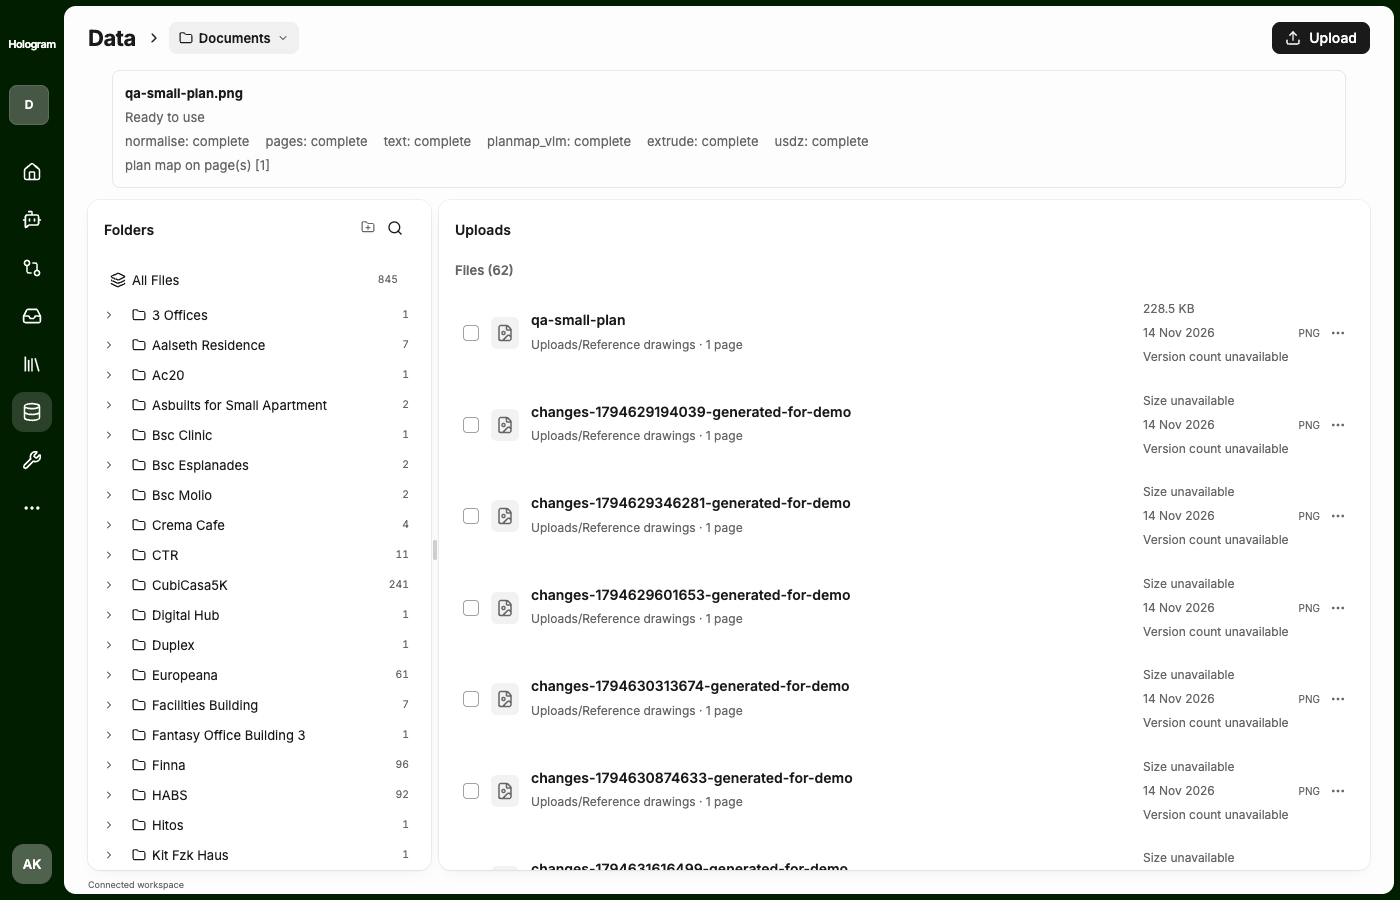 Hologram
D
AK
Data
Documents
Upload
qa-small-plan.png
Ready to use
normalise: complete pages: complete text: complete planmap_vlm: complete extrude: complete usdz: complete
plan map on page(s) [1]
Folders
All Files 845
3 Offices 1
Aalseth Residence 7
Ac20 1
Asbuilts for Small Apartment 2
Bsc Clinic 1
Bsc Esplanades 2
Bsc Molio 2
Crema Cafe 4
CTR 11
CubiCasa5K 241
Digital Hub 1
Duplex 1
Europeana 61
Facilities Building 7
Fantasy Office Building 3 1
Finna 96
HABS 92
Hitos 1
Kit Fzk Haus 1
Uploads
Files (62)
qa-small-plan
Uploads/Reference drawings · 1 page
228.5 KB
14 Nov 2026 PNG
Version count unavailable
changes-1794629194039-generated-for-demo
Uploads/Reference drawings · 1 page
Size unavailable
14 Nov 2026 PNG
Version count unavailable
changes-1794629346281-generated-for-demo
Uploads/Reference drawings · 1 page
Size unavailable
14 Nov 2026 PNG
Version count unavailable
changes-1794629601653-generated-for-demo
Uploads/Reference drawings · 1 page
Size unavailable
14 Nov 2026 PNG
Version count unavailable
changes-1794630313674-generated-for-demo
Uploads/Reference drawings · 1 page
Size unavailable
14 Nov 2026 PNG
Version count unavailable
changes-1794630874633-generated-for-demo
Uploads/Reference drawings · 1 page
Size unavailable
14 Nov 2026 PNG
Version count unavailable
changes-1794631616499-generated-for-demo
Size unavailable
Connected workspace